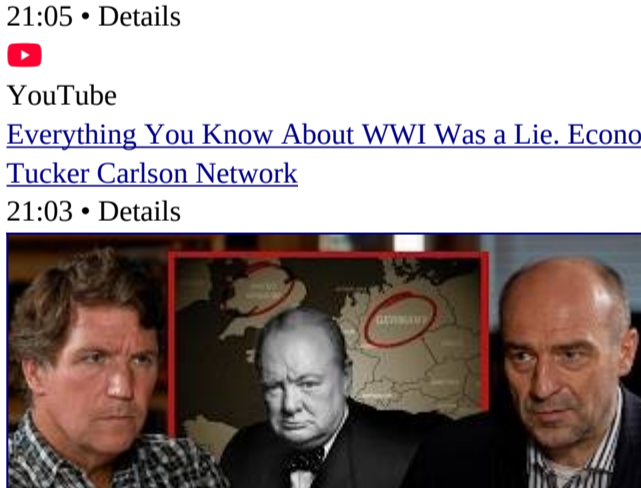 21:05 • Details
YouTube
Everything You Know About WWI Was a Lie. Econo
Tucker Carlson Network
21:03 • Details
GERMANY